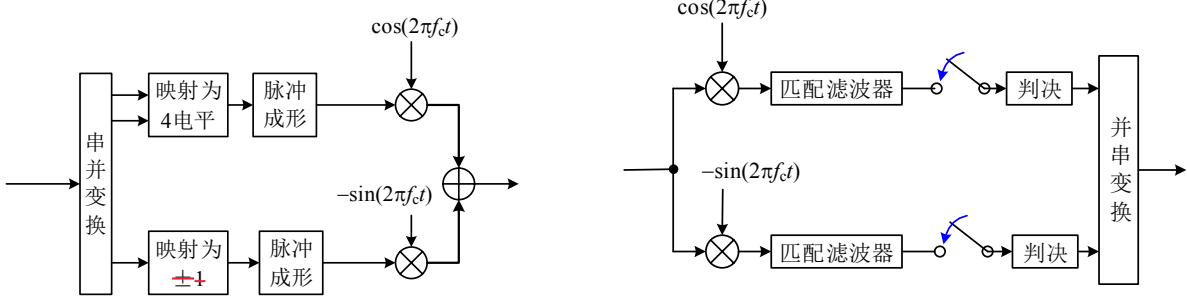 cos(2πfct)
映射为
4电平
脉冲
成形
串并变换
−sin(2πfct)
映射为
±1
脉冲
成形
cos(2πfct)
匹配滤波器
判决
并串变换
−sin(2πfct)
匹配滤波器
判决